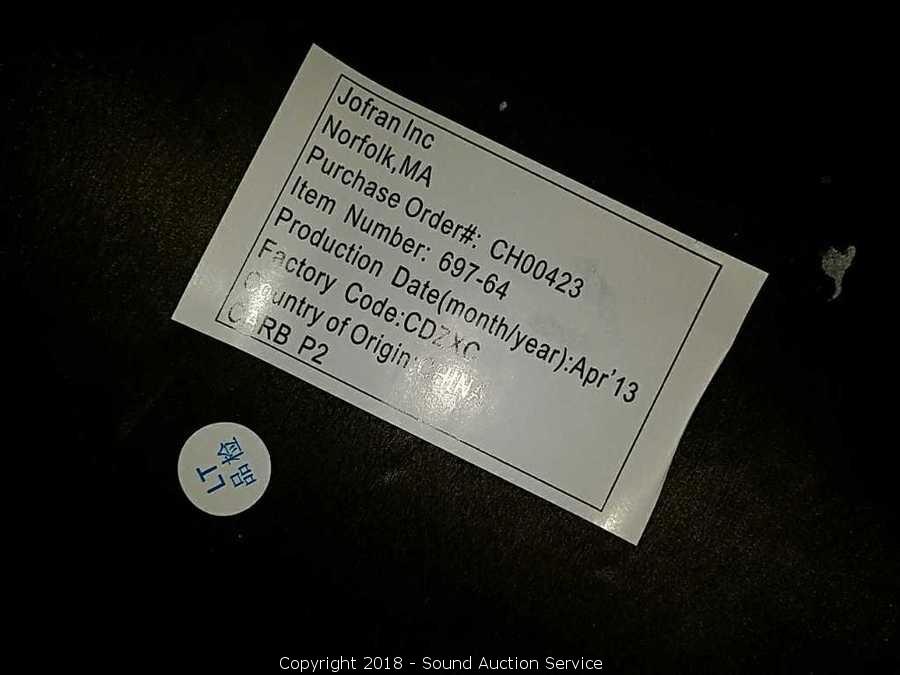 Jofran Inc
Norfolk,MA
Purchase Order#: CH00423
Item Number: 697-64
Production Date(month/year):Apr'13
Factory Code:CDZXC
Country of Origin:CHINA
CARB P2
LT
品检
Copyright 2018 - Sound Auction Service